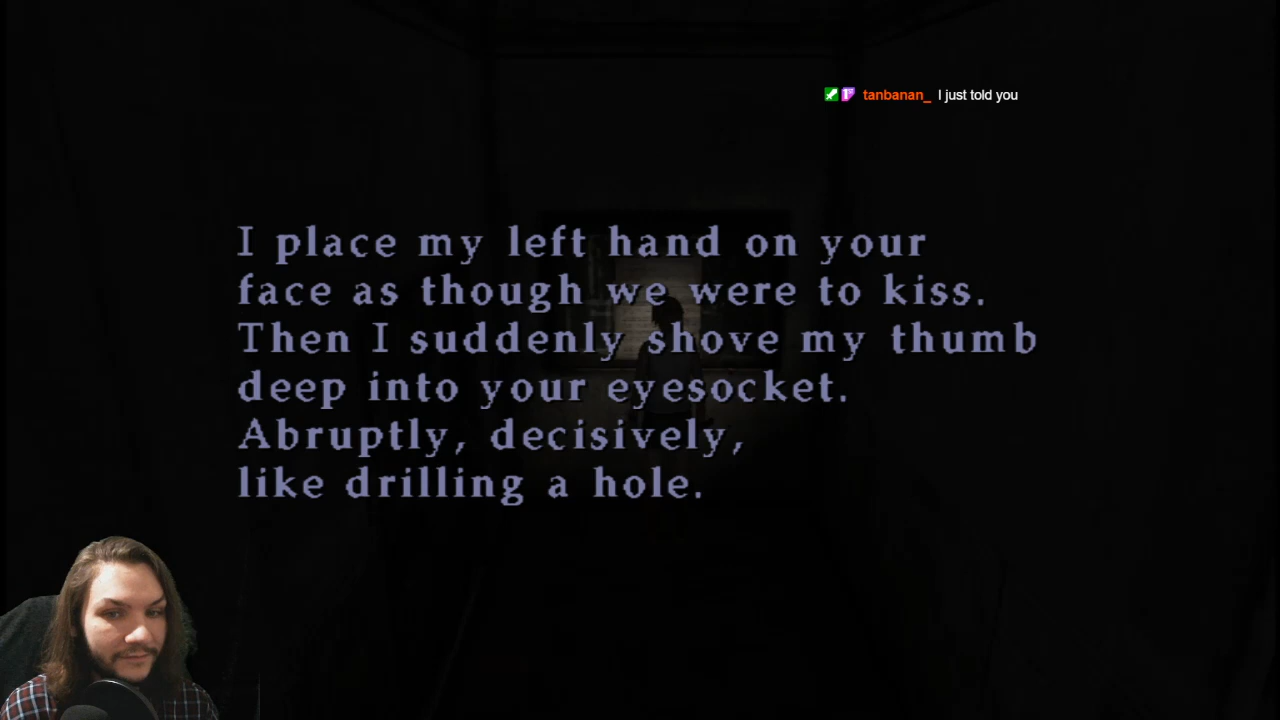 tanbanan_ I just told you
I place my left hand on your
face as though we were to kiss.
Then I suddenly shove my thumb
deep into your eyesocket.
Abruptly, decisively,
like drilling a hole.